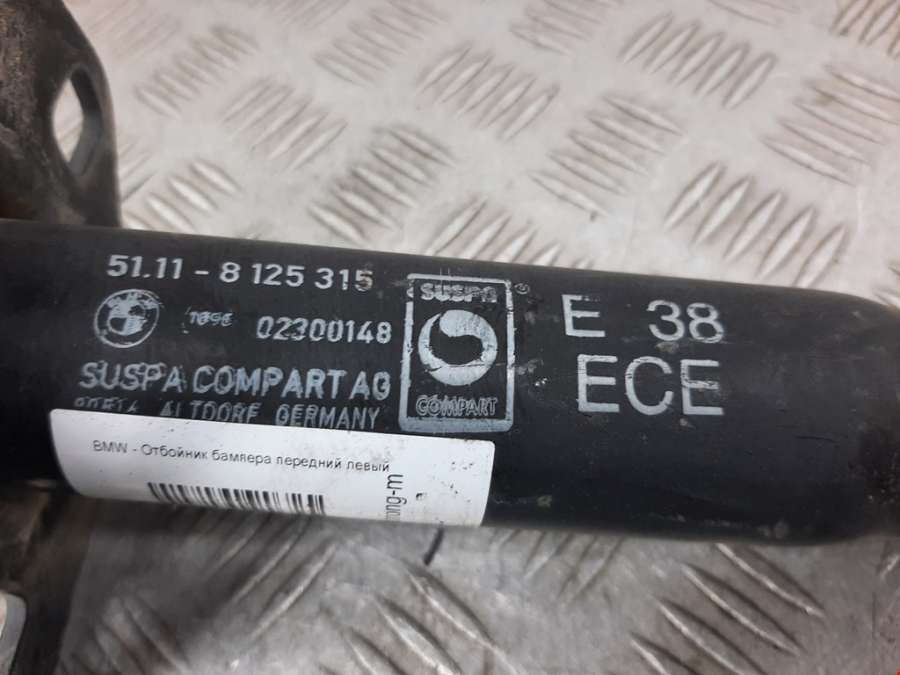 51.11 - 8 125 315
02300148
SUSPA COMPART AG
ALTDORF GERMANY
SUSPA ®
COMPART
E 38
ECE
BMW - Отбойник бампера передний левый